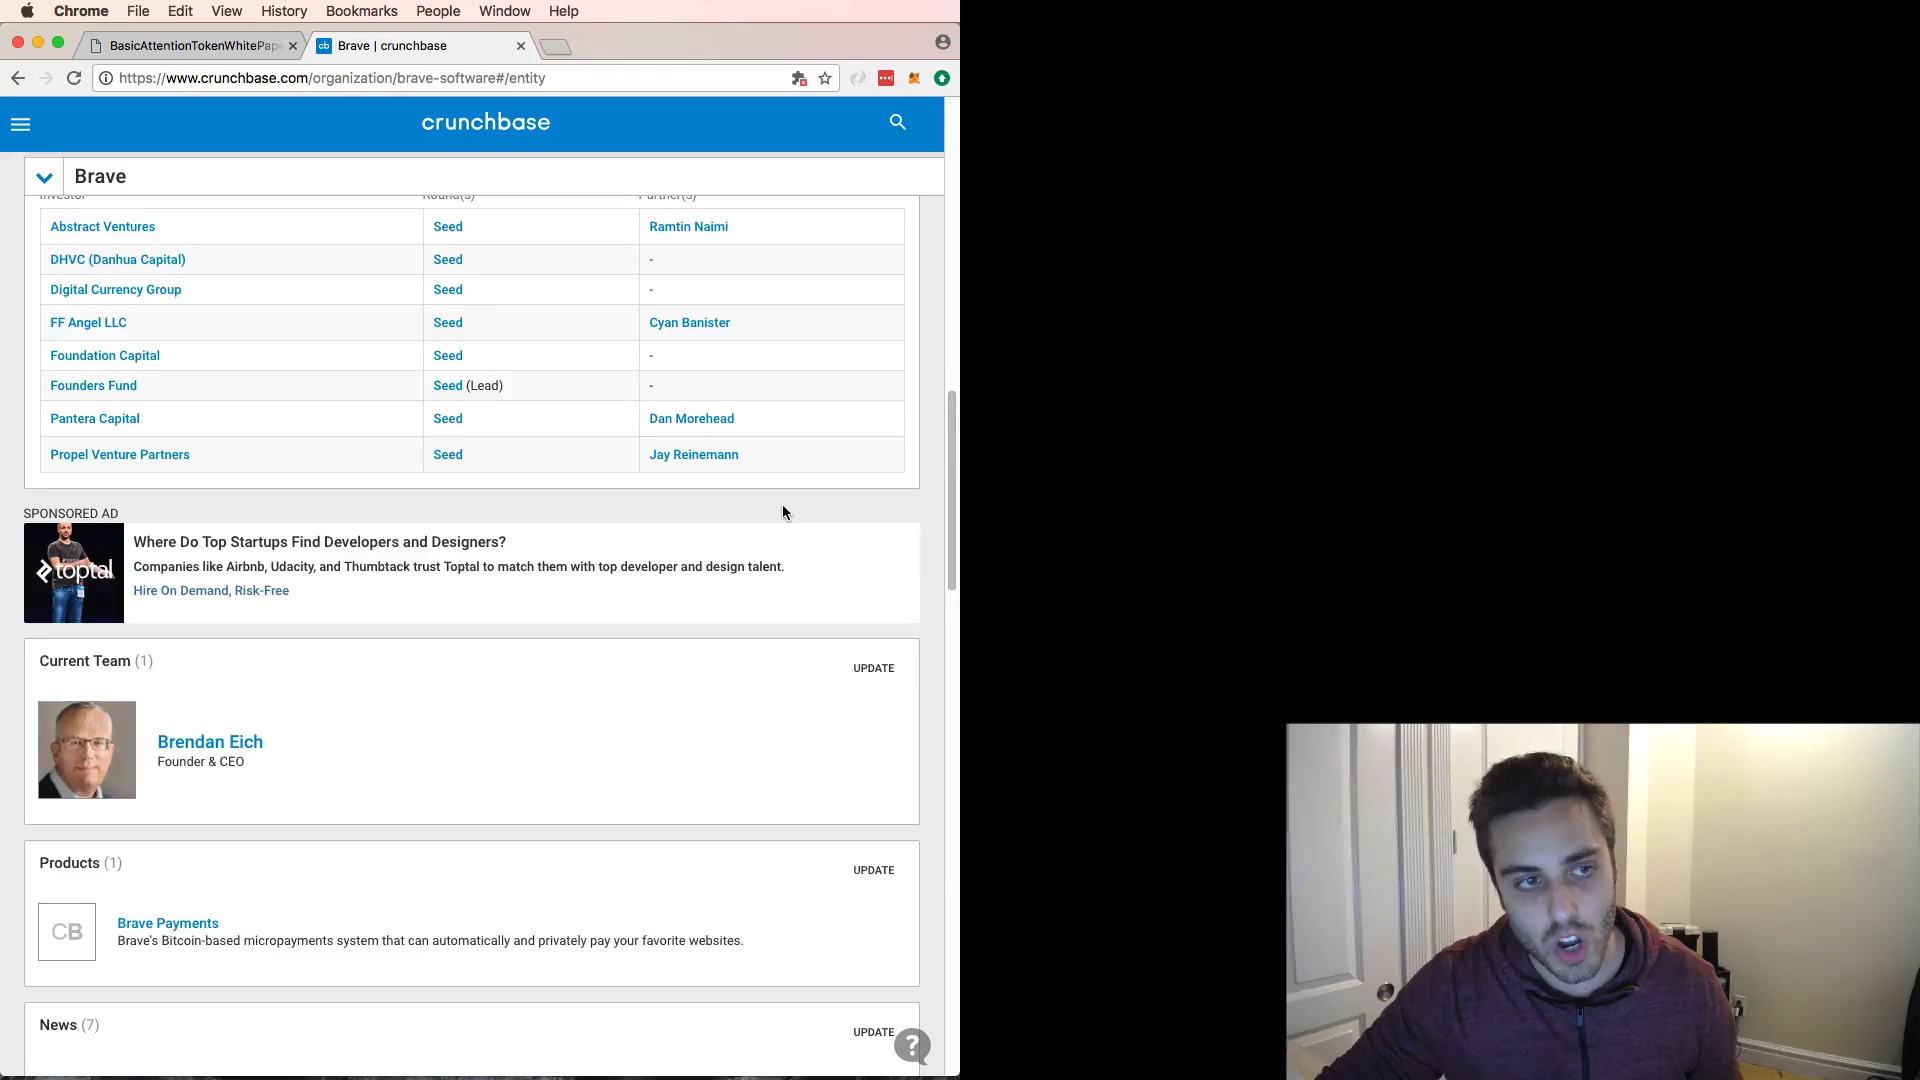 Chrome File Edit View History Bookmarks People Window Help
BasicAttentionTokenWhitePap
cb Brave | crunchbase
https://www.crunchbase.com/organization/brave-software#/entity
crunchbase
Brave
Investor Round(s) Partner(s)
Abstract Ventures Seed Ramtin Naimi
DHVC (Danhua Capital) Seed -
Digital Currency Group Seed -
FF Angel LLC Seed Cyan Banister
Foundation Capital Seed -
Founders Fund Seed (Lead) -
Pantera Capital Seed Dan Morehead
Propel Venture Partners Seed Jay Reinemann
SPONSORED AD
toptal
Where Do Top Startups Find Developers and Designers?
Companies like Airbnb, Udacity, and Thumbtack trust Toptal to match them with top developer and design talent.
Hire On Demand, Risk-Free
Current Team (1)
UPDATE
Brendan Eich
Founder & CEO
Products (1)
UPDATE
CB
Brave Payments
Brave's Bitcoin-based micropayments system that can automatically and privately pay your favorite websites.
News (7)
UPDATE
?